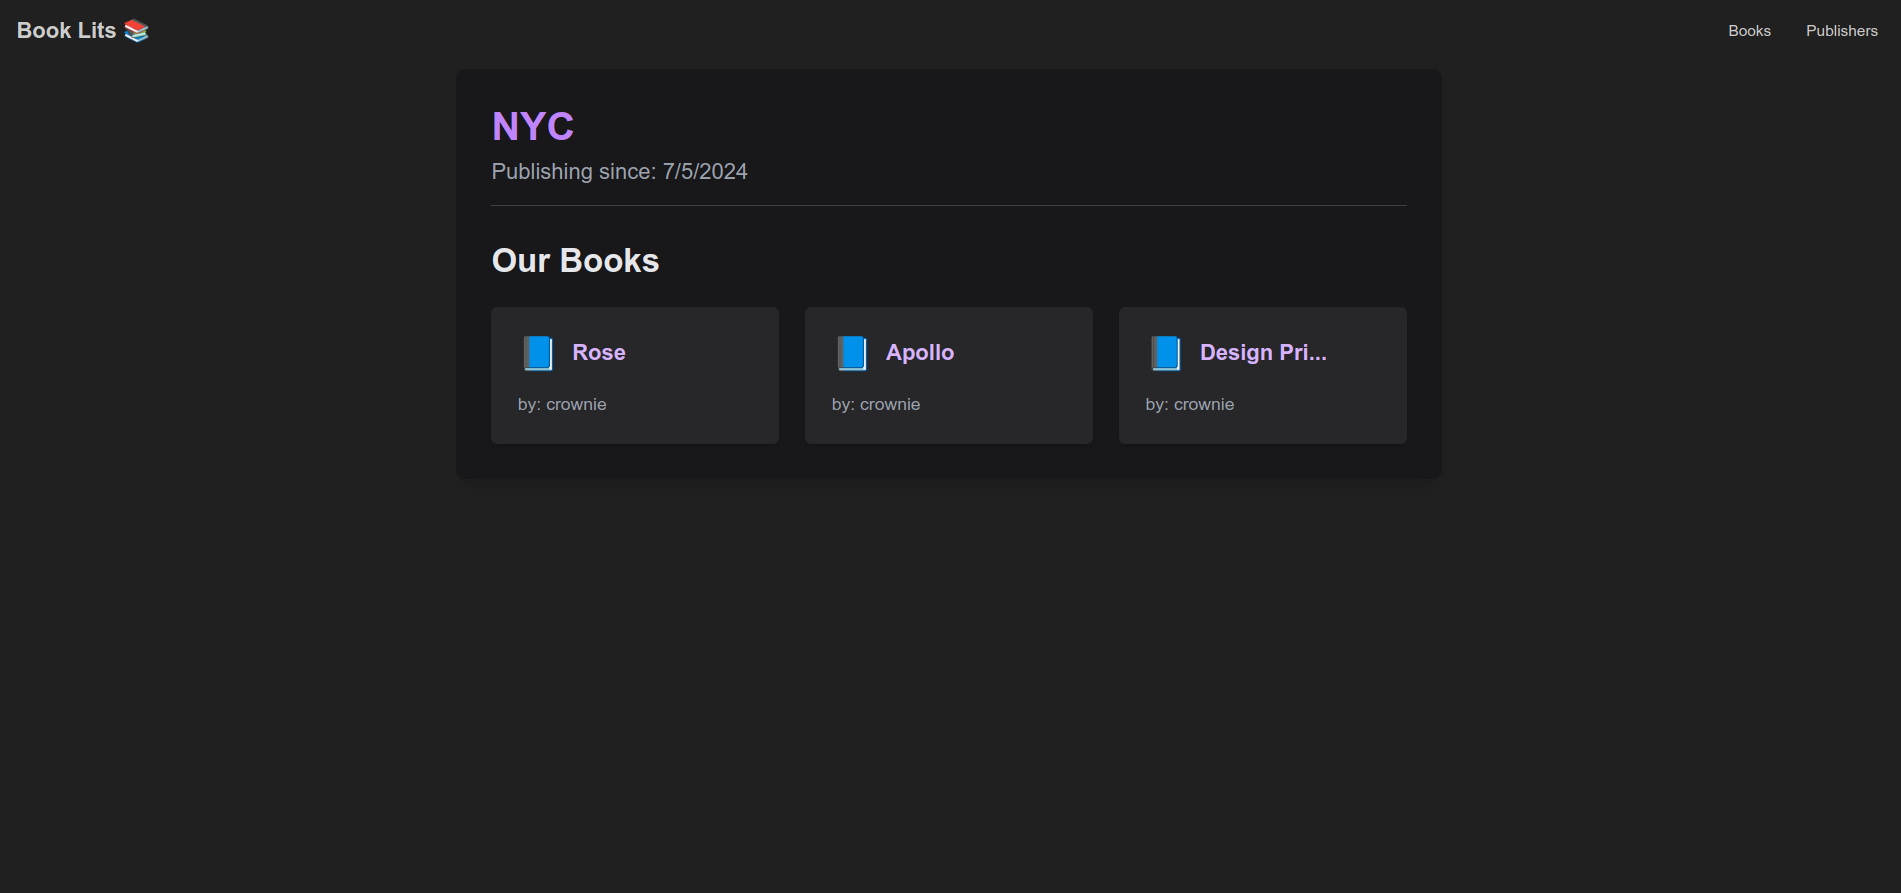 Book Lits 📚
Books
Publishers
NYC
Publishing since: 7/5/2024
Our Books
Rose
by: crownie
Apollo
by: crownie
Design Pri...
by: crownie